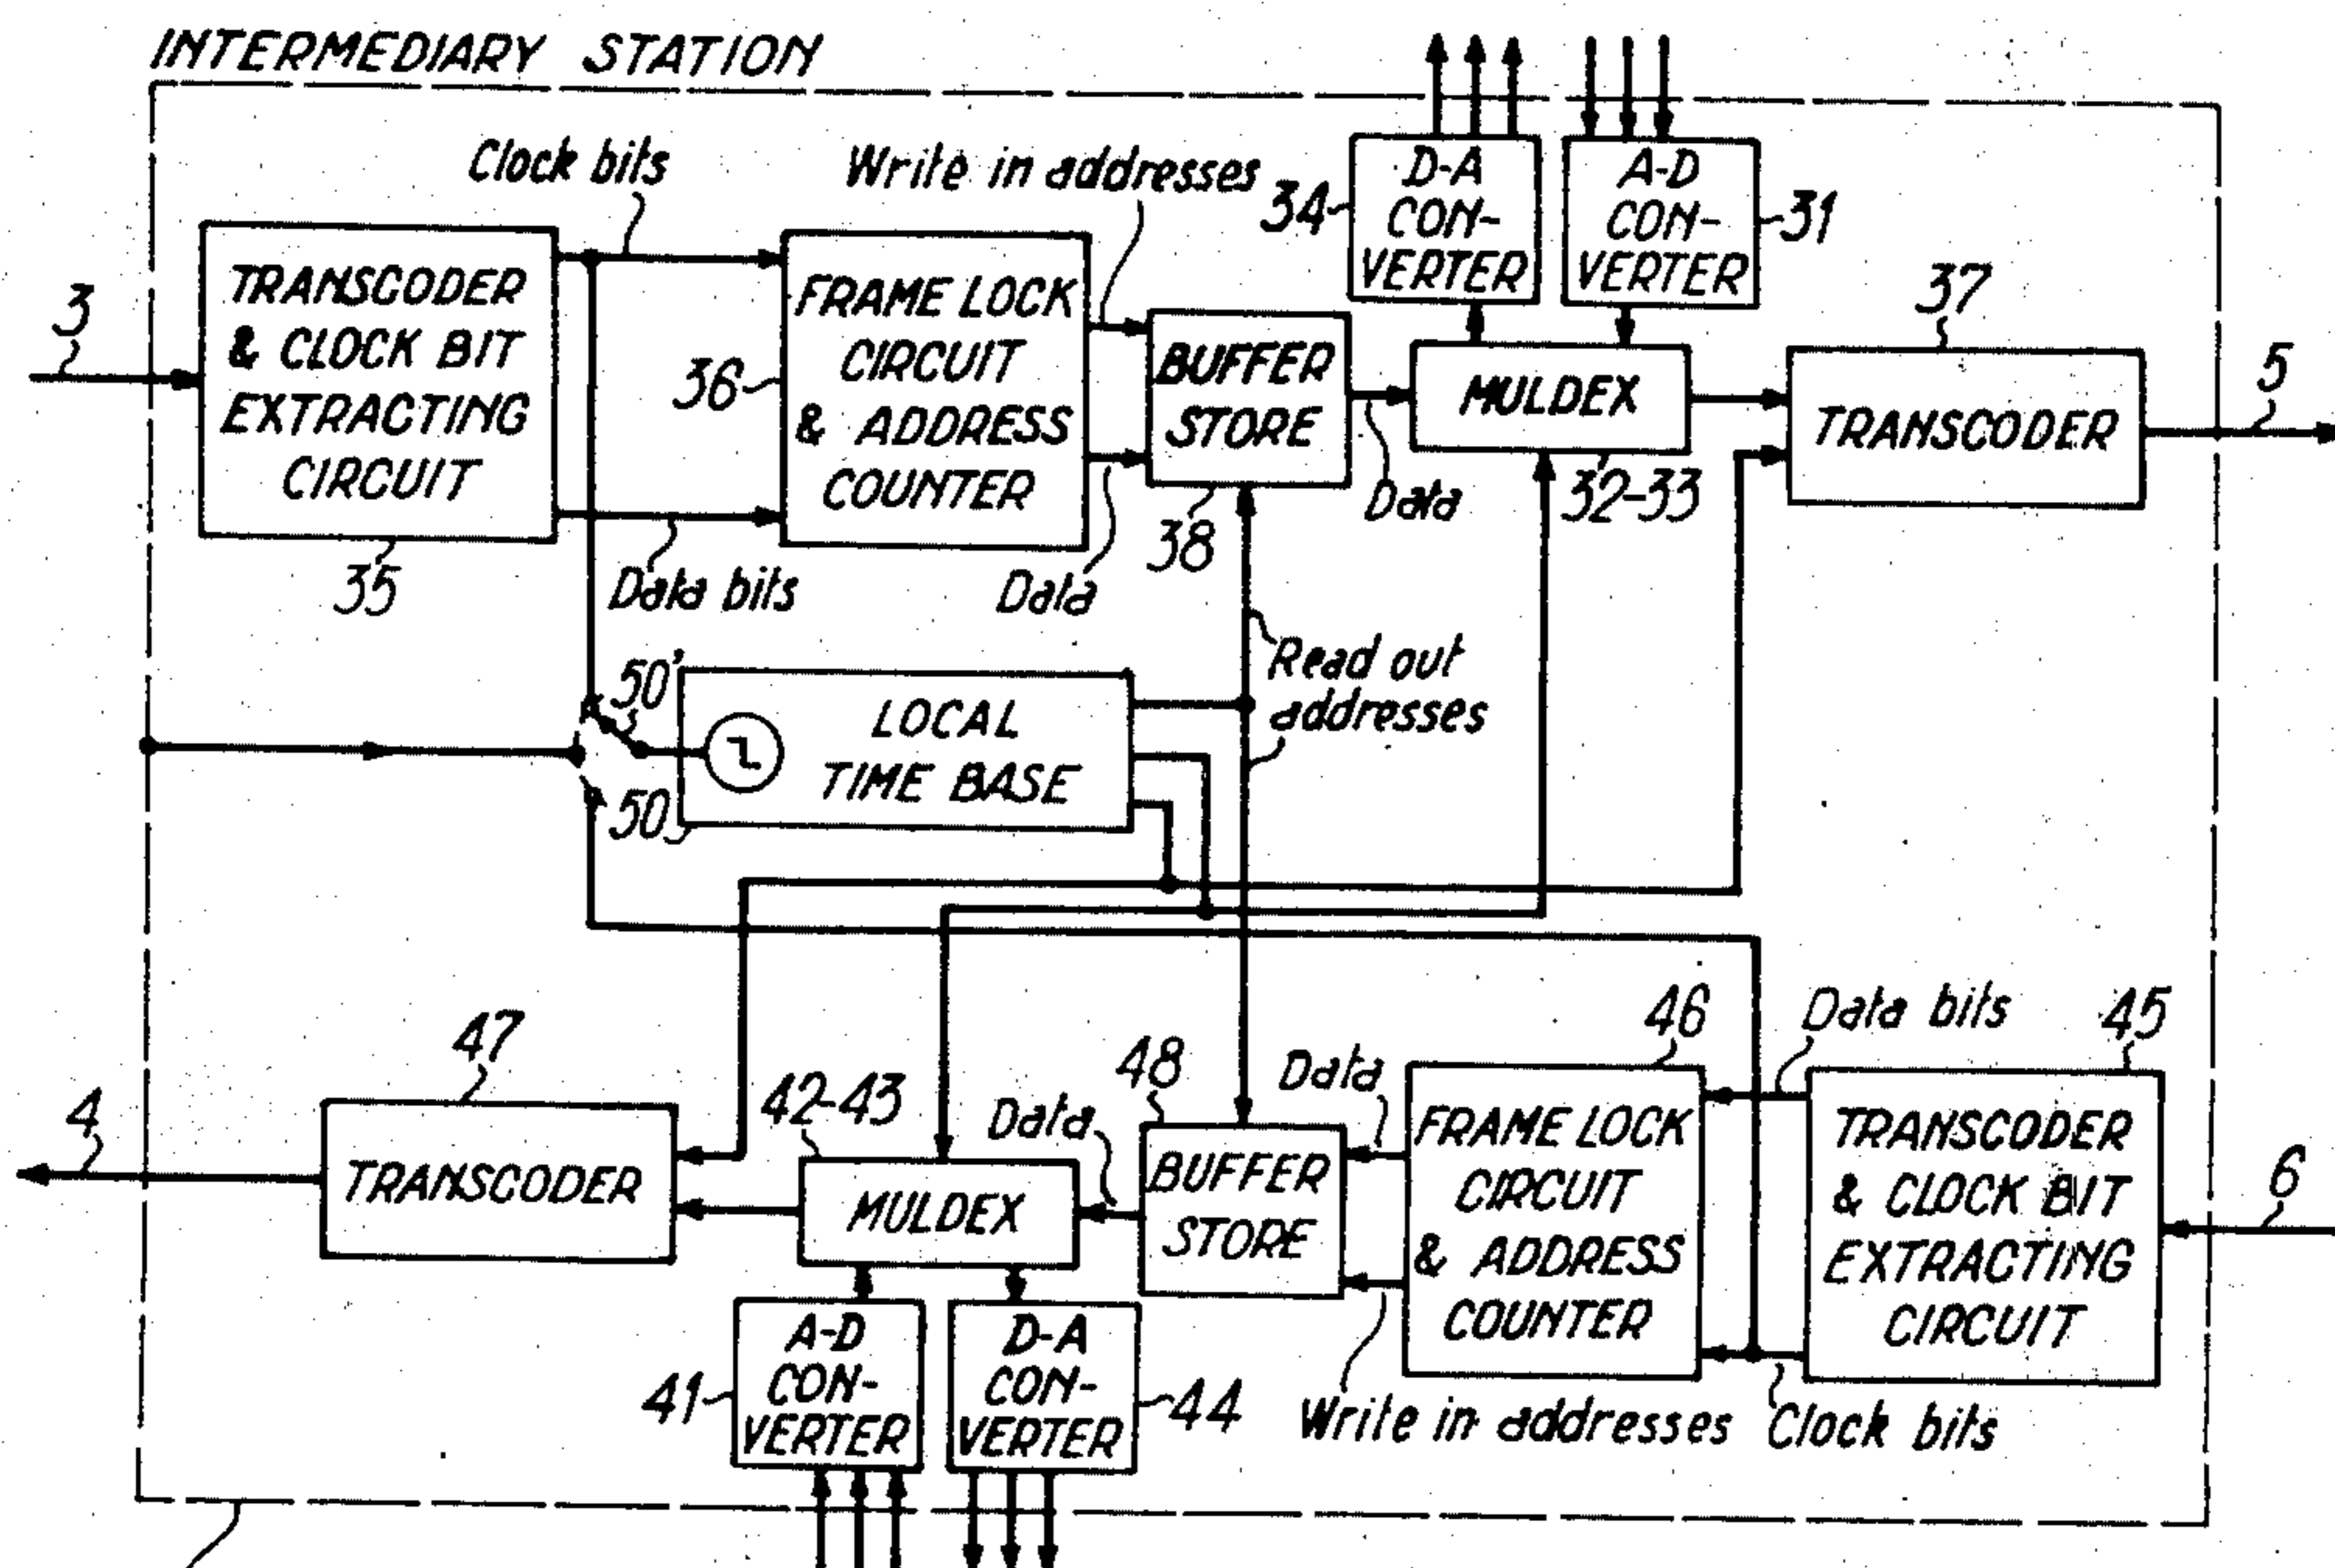 INTERMEDIARY STATION
Clock bits
Write in addresses
34
D-A
CON-
VERTER
A-D
CON-
VERTER
31
3
TRANSCODER
& CLOCK BIT
EXTRACTING
CIRCUIT
35
Data bits
36
FRAME LOCK
CIRCUIT
& ADDRESS
COUNTER
Data
BUFFER
STORE
38
Data
MULDEX
32-33
37
TRANSCODER
5
Read out
addresses
50'
50
LOCAL
TIME BASE
47
TRANSCODER
4
42-43
MULDEX
Data
48
BUFFER
STORE
Data
46
FRAME LOCK
CIRCUIT
& ADDRESS
COUNTER
Data bits
45
TRANSCODER
& CLOCK BIT
EXTRACTING
CIRCUIT
6
41
A-D
CON-
VERTER
D-A
CON-
VERTER
44
Write in addresses
Clock bits